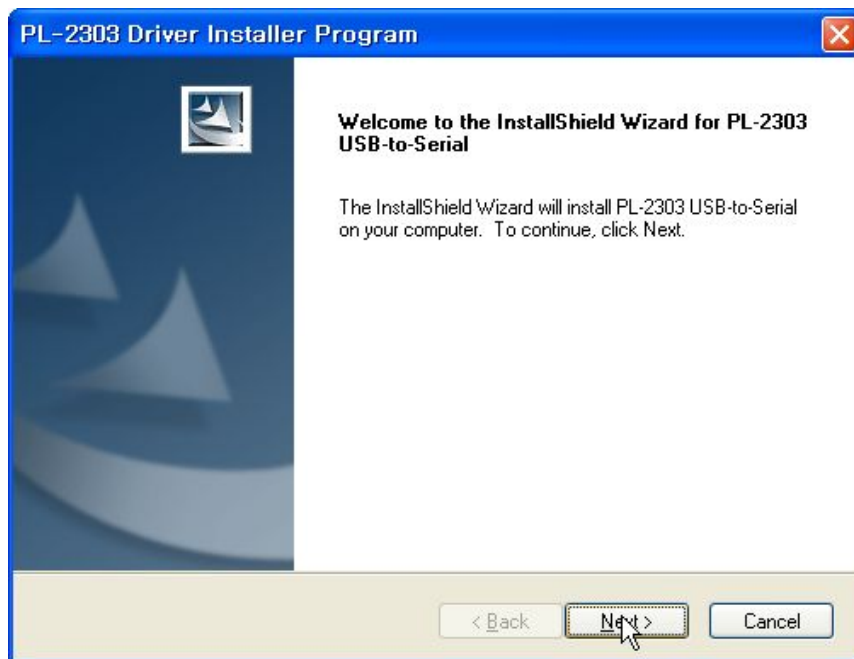 PL-2303 Driver Installer Program
Welcome to the InstallShield Wizard for PL-2303
USB-to-Serial
The InstallShield Wizard will install PL-2303 USB-to-Serial
on your computer. To continue, click Next.
< Back
Next >
Cancel